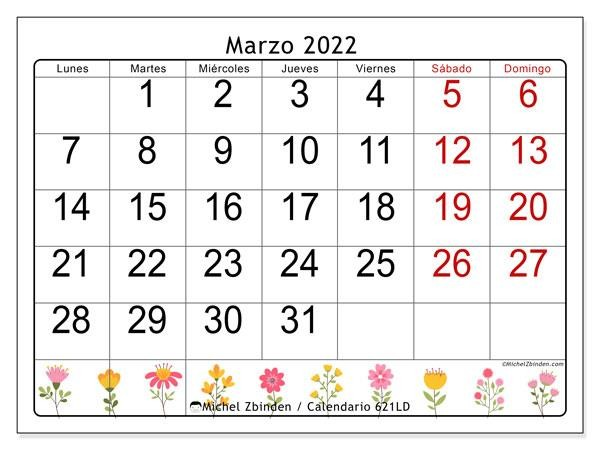 Marzo 2022
Lunes Martes Miércoles Jueves Viernes Sábado Domingo
1 2 3 4 5 6
7 8 9 10 11 12 13
14 15 16 17 18 19 20
21 22 23 24 25 26 27
28 29 30 31
©MichelZbinden.com
Michel Zbinden / Calendario 621LD